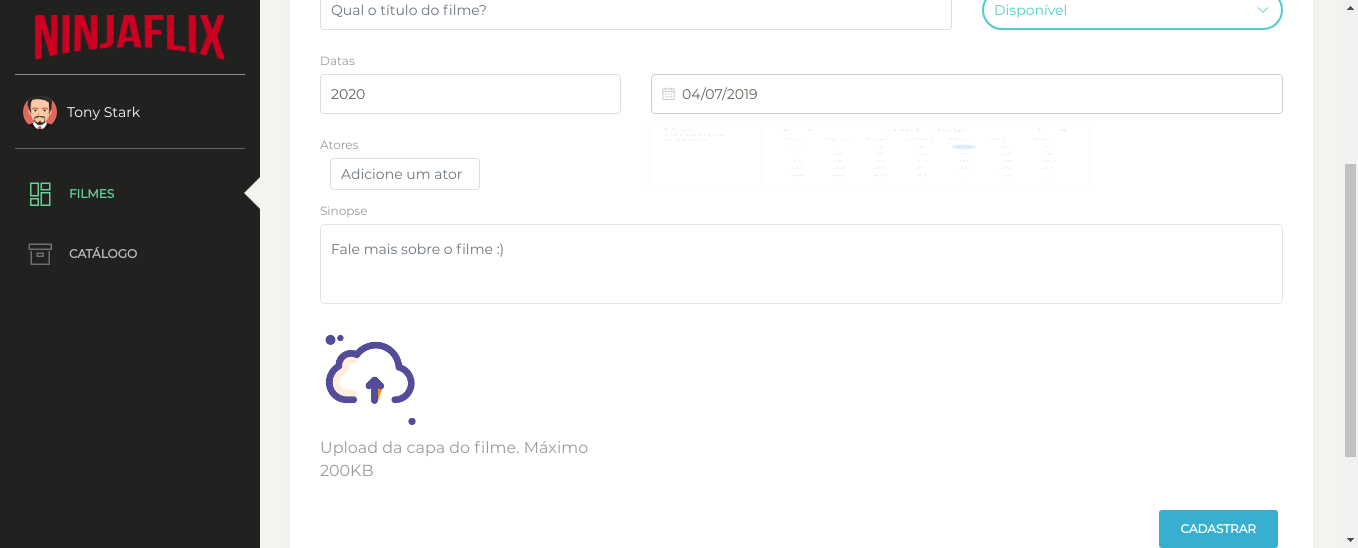 NINJAFLIX
Tony Stark
FILMES
CATÁLOGO
Qual o título do filme?
Disponível
Datas
2020
04/07/2019
Atores
Adicione um ator
Sinopse
Fale mais sobre o filme :)
Upload da capa do filme. Máximo
200KB
CADASTRAR